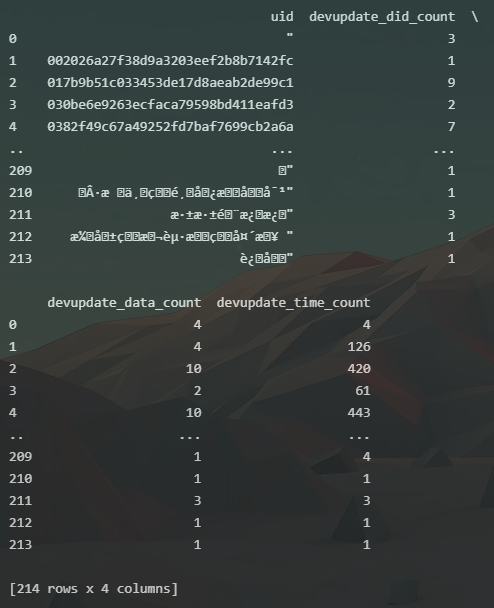 uid devupdate_did_count \
0 " 3
1 002026a27f38d9a3203eef2b8b7142fc 1
2 017b9b51c033453de17d8aeab2de99c1 9
3 030be6e9263ecfaca79598bd411eafd3 2
4 0382f49c67a49252fd7baf7699cb2a6a 7
.. ... ...
209 1
210 1
211 3
212 1
213 1
devupdate_data_count devupdate_time_count
0 4 4
1 4 126
2 10 420
3 2 61
4 10 443
.. ... ...
209 1 4
210 1 1
211 3 3
212 1 1
213 1 1
[214 rows x 4 columns]